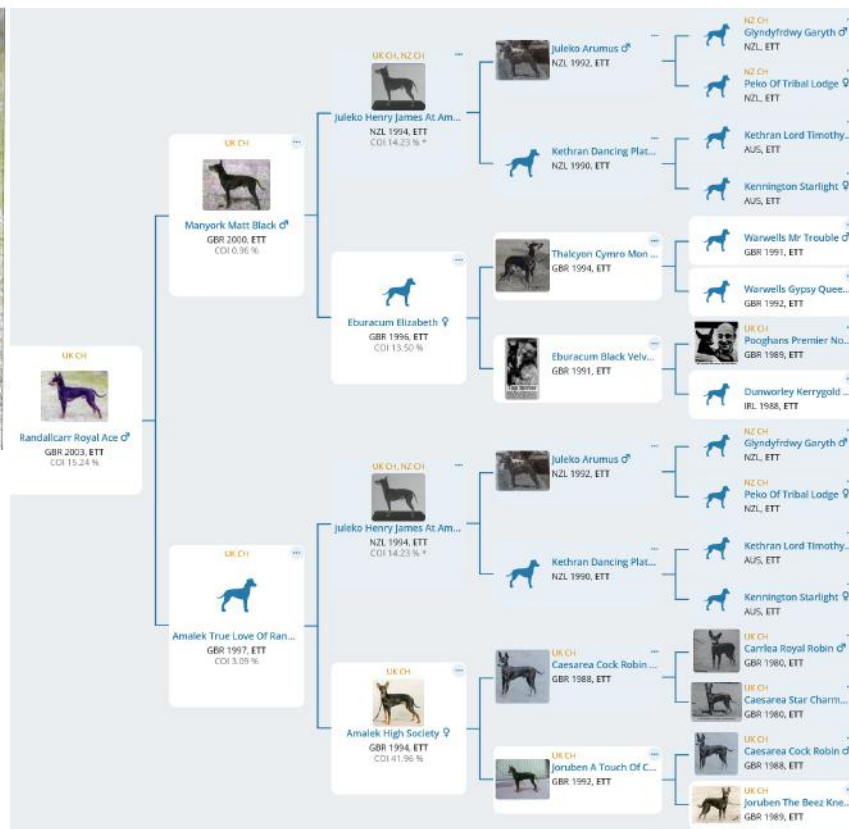 UK CH
Randallcarr Royal Ace ♂
GBR 2003, ETT
COI 15.24 %
UK CH
Manyork Matt Black ♂
GBR 2000, ETT
COI 0.96 %
UK CH
Amalek True Love Of Ran...
GBR 1997, ETT
COI 3.09 %
UK CH, NZ CH
Juleko Henry James At Am...
NZL 1994, ETT
COI 14.23 % *
Eburacum Elizabeth ♀
GBR 1996, ETT
COI 13.50 %
UK CH, NZ CH
Juleko Henry James At Am...
NZL 1994, ETT
COI 14.23 % *
UK CH
Amalek High Society ♀
GBR 1994, ETT
COI 41.96 %
Juleko Arumus ♂
NZL 1992, ETT
Kethran Dancing Plat...
NZL 1990, ETT
Thalcyon Cymro Mon ...
GBR 1994, ETT
Eburacum Black Velv...
GBR 1991, ETT
Juleko Arumus ♂
NZL 1992, ETT
Kethran Dancing Plat...
NZL 1990, ETT
UK CH
Caesarea Cock Robin ...
GBR 1988, ETT
UK CH
Joruben A Touch Of C...
GBR 1992, ETT
NZ CH
Glyndyfrdwy Garyth ♂
NZL, ETT
NZ CH
Peko Of Tribal Lodge ♀
NZL, ETT
Kethran Lord Timothy...
AUS, ETT
Kennington Starlight ♀
AUS, ETT
Warwells Mr Trouble ♂
GBR 1991, ETT
Warwells Gypsy Quee...
GBR 1992, ETT
UK CH
Pooghans Premier No...
GBR 1989, ETT
Dunworley Kerrygold ...
IRL 1988, ETT
NZ CH
Glyndyfrdwy Garyth ♂
NZL, ETT
NZ CH
Peko Of Tribal Lodge ♀
NZL, ETT
Kethran Lord Timothy...
AUS, ETT
Kennington Starlight ♀
AUS, ETT
UK CH
Carrlea Royal Robin ♂
GBR 1980, ETT
UK CH
Caesarea Star Charm...
GBR 1980, ETT
UK CH
Caesarea Cock Robin ♂
GBR 1988, ETT
UK CH
Joruben The Beez Kne...
GBR 1989, ETT